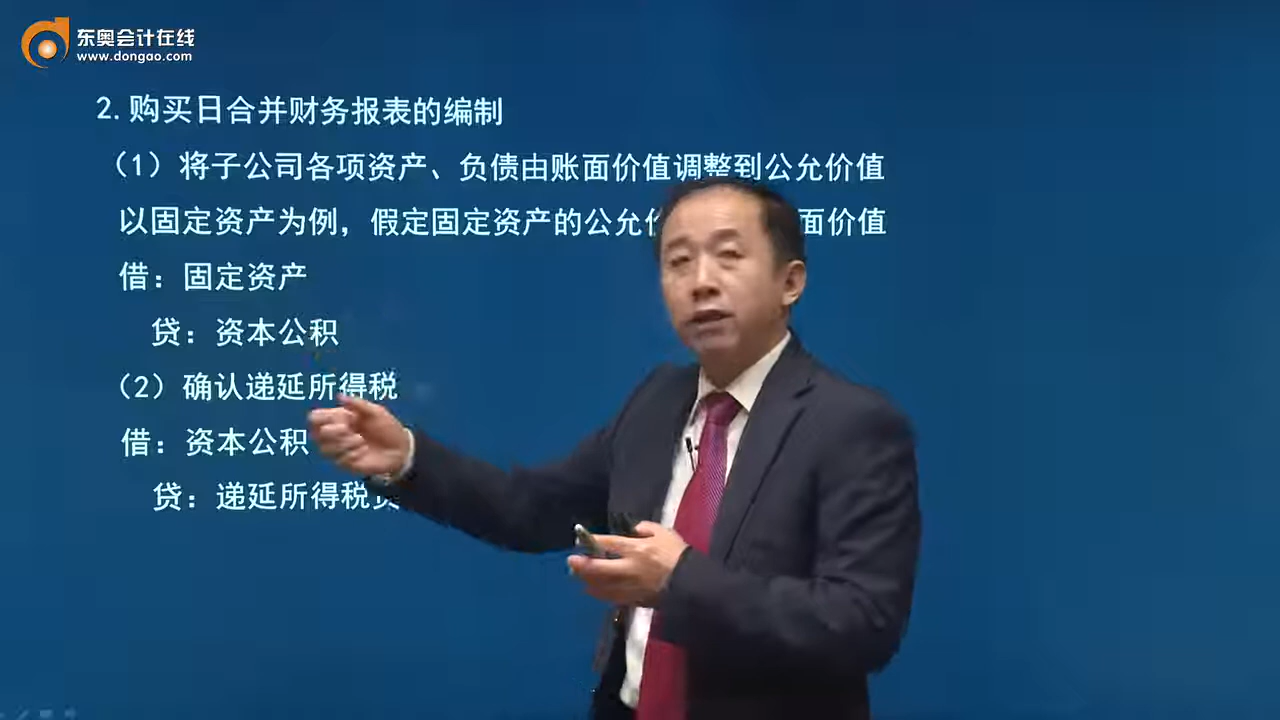 东奥会计在线
www.dongao.com
2.购买日合并财务报表的编制
（1）将子公司各项资产、负债由账面价值调整到公允价值
以固定资产为例，假定固定资产的公允价 面价值
借：固定资产
贷：资本公积
（2）确认递延所得税
借：资本公积
贷：递延所得税